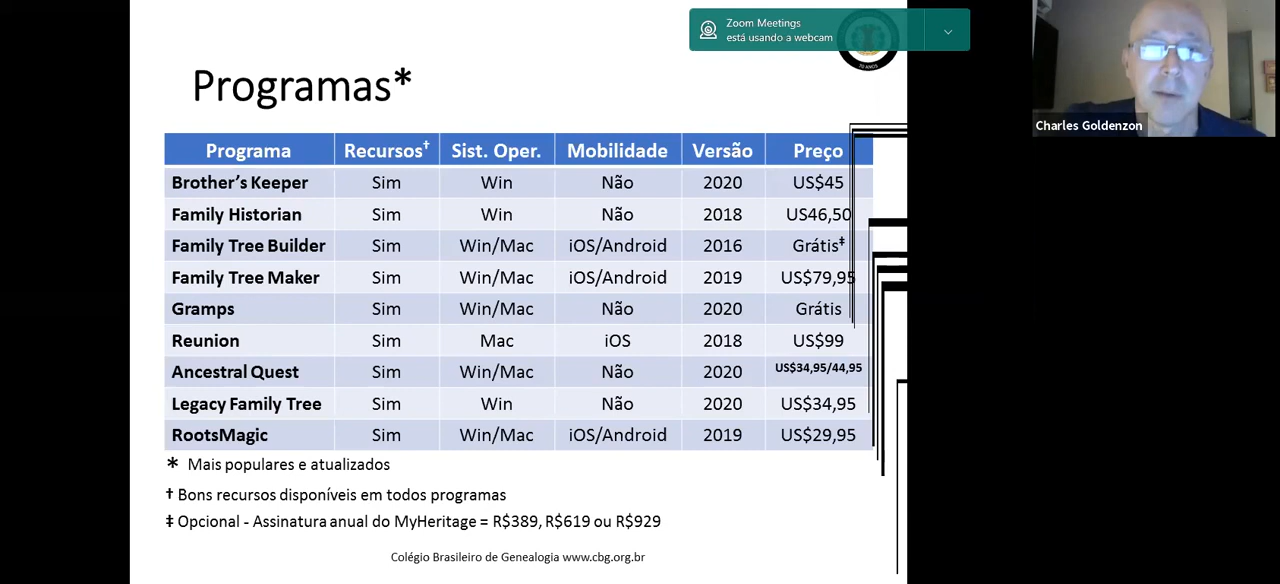 Zoom Meetings
está usando a webcam
70 ANOS
Programas*
Programa Recursos† Sist. Oper. Mobilidade Versão Preço
Brother's Keeper Sim Win Não 2020 US$45
Family Historian Sim Win Não 2018 US46,50
Family Tree Builder Sim Win/Mac iOS/Android 2016 Grátis‡
Family Tree Maker Sim Win/Mac iOS/Android 2019 US$79,95
Gramps Sim Win/Mac Não 2020 Grátis
Reunion Sim Mac iOS 2018 US$99
Ancestral Quest Sim Win/Mac Não 2020 US$34,95/44,95
Legacy Family Tree Sim Win Não 2020 US$34,95
RootsMagic Sim Win/Mac iOS/Android 2019 US$29,95
* Mais populares e atualizados
† Bons recursos disponíveis em todos programas
‡ Opcional - Assinatura anual do MyHeritage = R$389, R$619 ou R$929
Colégio Brasileiro de Genealogia www.cbg.org.br
Charles Goldenzon